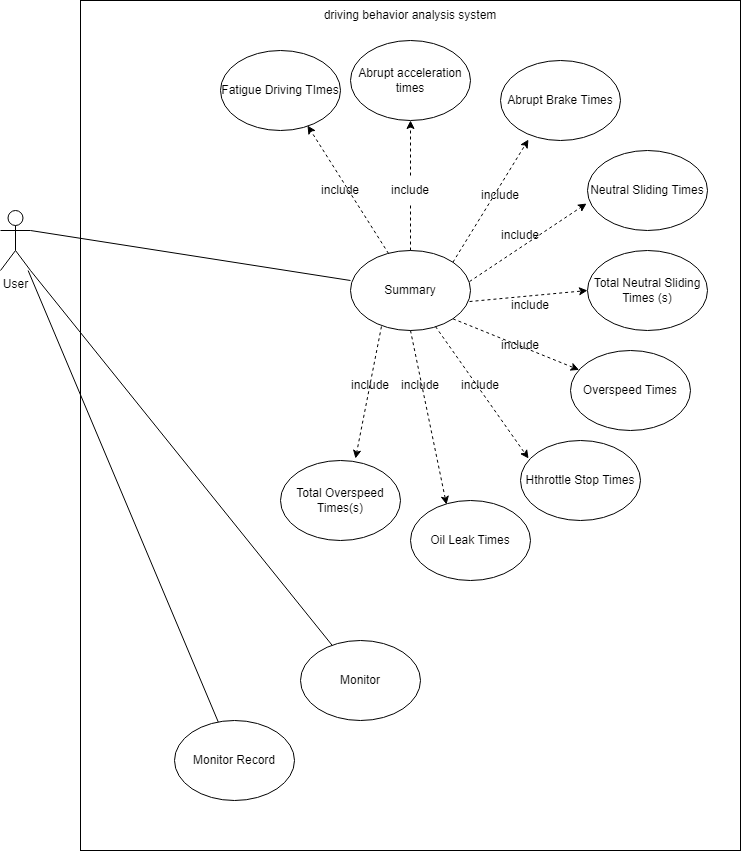 driving behavior analysis system
Fatigue Driving TImes
Abrupt acceleration
times
Abrupt Brake Times
Neutral Sliding Times
include
include
include
include
User
Summary
Total Neutral Sliding
Times (s)
include
include
Overspeed Times
include
include
include
Hthrottle Stop Times
Total Overspeed
Times(s)
Oil Leak Times
Monitor
Monitor Record